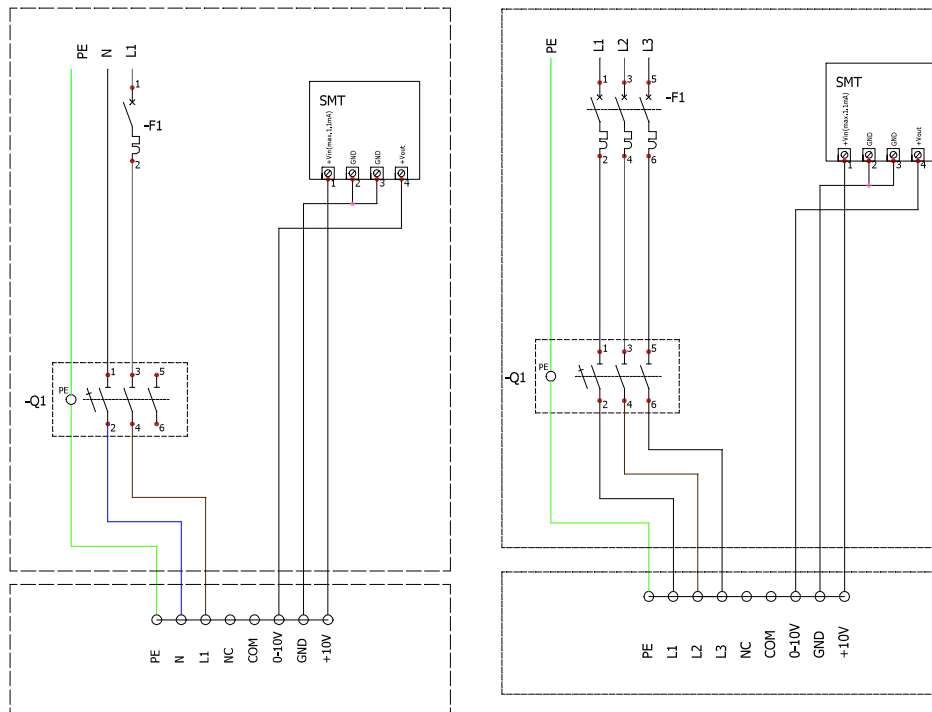 PE
N
L1
1
-F1
2
SMT
+Vin(max.1.1mA)
GND
GND
+Vout
1
2
3
4
-Q1
PE
1
3
5
2
4
6
PE
N
L1
NC
COM
0-10V
GND
+10V
PE
L1
L2
L3
1
3
5
-F1
2
4
6
SMT
+Vin(max.1.1mA)
GND
GND
+Vout
1
2
3
4
-Q1
PE
1
3
5
2
4
6
PE
L1
L2
L3
NC
COM
0-10V
GND
+10V